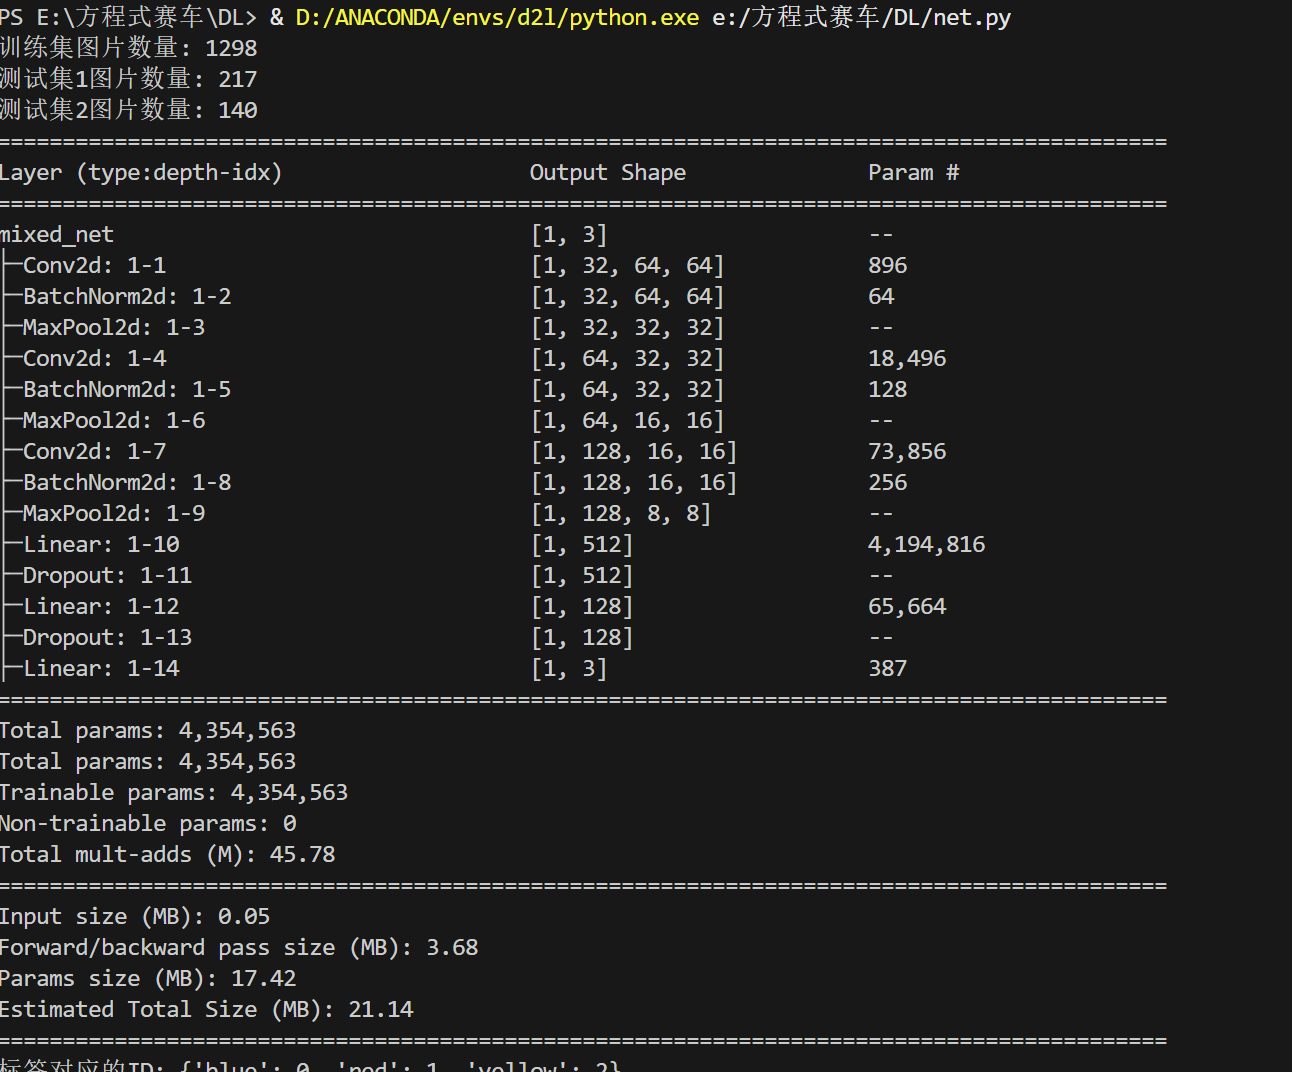 PS E:\方程式赛车\DL> & D:/ANACONDA/envs/d2l/python.exe e:/方程式赛车/DL/net.py
训练集图片数量: 1298
测试集1图片数量: 217
测试集2图片数量: 140
==========================================================================================
Layer (type:depth-idx) Output Shape Param #
==========================================================================================
mixed_net [1, 3] --
├─Conv2d: 1-1 [1, 32, 64, 64] 896
├─BatchNorm2d: 1-2 [1, 32, 64, 64] 64
├─MaxPool2d: 1-3 [1, 32, 32, 32] --
├─Conv2d: 1-4 [1, 64, 32, 32] 18,496
├─BatchNorm2d: 1-5 [1, 64, 32, 32] 128
├─MaxPool2d: 1-6 [1, 64, 16, 16] --
├─Conv2d: 1-7 [1, 128, 16, 16] 73,856
├─BatchNorm2d: 1-8 [1, 128, 16, 16] 256
├─MaxPool2d: 1-9 [1, 128, 8, 8] --
├─Linear: 1-10 [1, 512] 4,194,816
├─Dropout: 1-11 [1, 512] --
├─Linear: 1-12 [1, 128] 65,664
├─Dropout: 1-13 [1, 128] --
├─Linear: 1-14 [1, 3] 387
==========================================================================================
Total params: 4,354,563
Total params: 4,354,563
Trainable params: 4,354,563
Non-trainable params: 0
Total mult-adds (M): 45.78
==========================================================================================
Input size (MB): 0.05
Forward/backward pass size (MB): 3.68
Params size (MB): 17.42
Estimated Total Size (MB): 21.14
==========================================================================================
标签对应的ID: {'blue': 0, 'red': 1, 'yellow': 2}